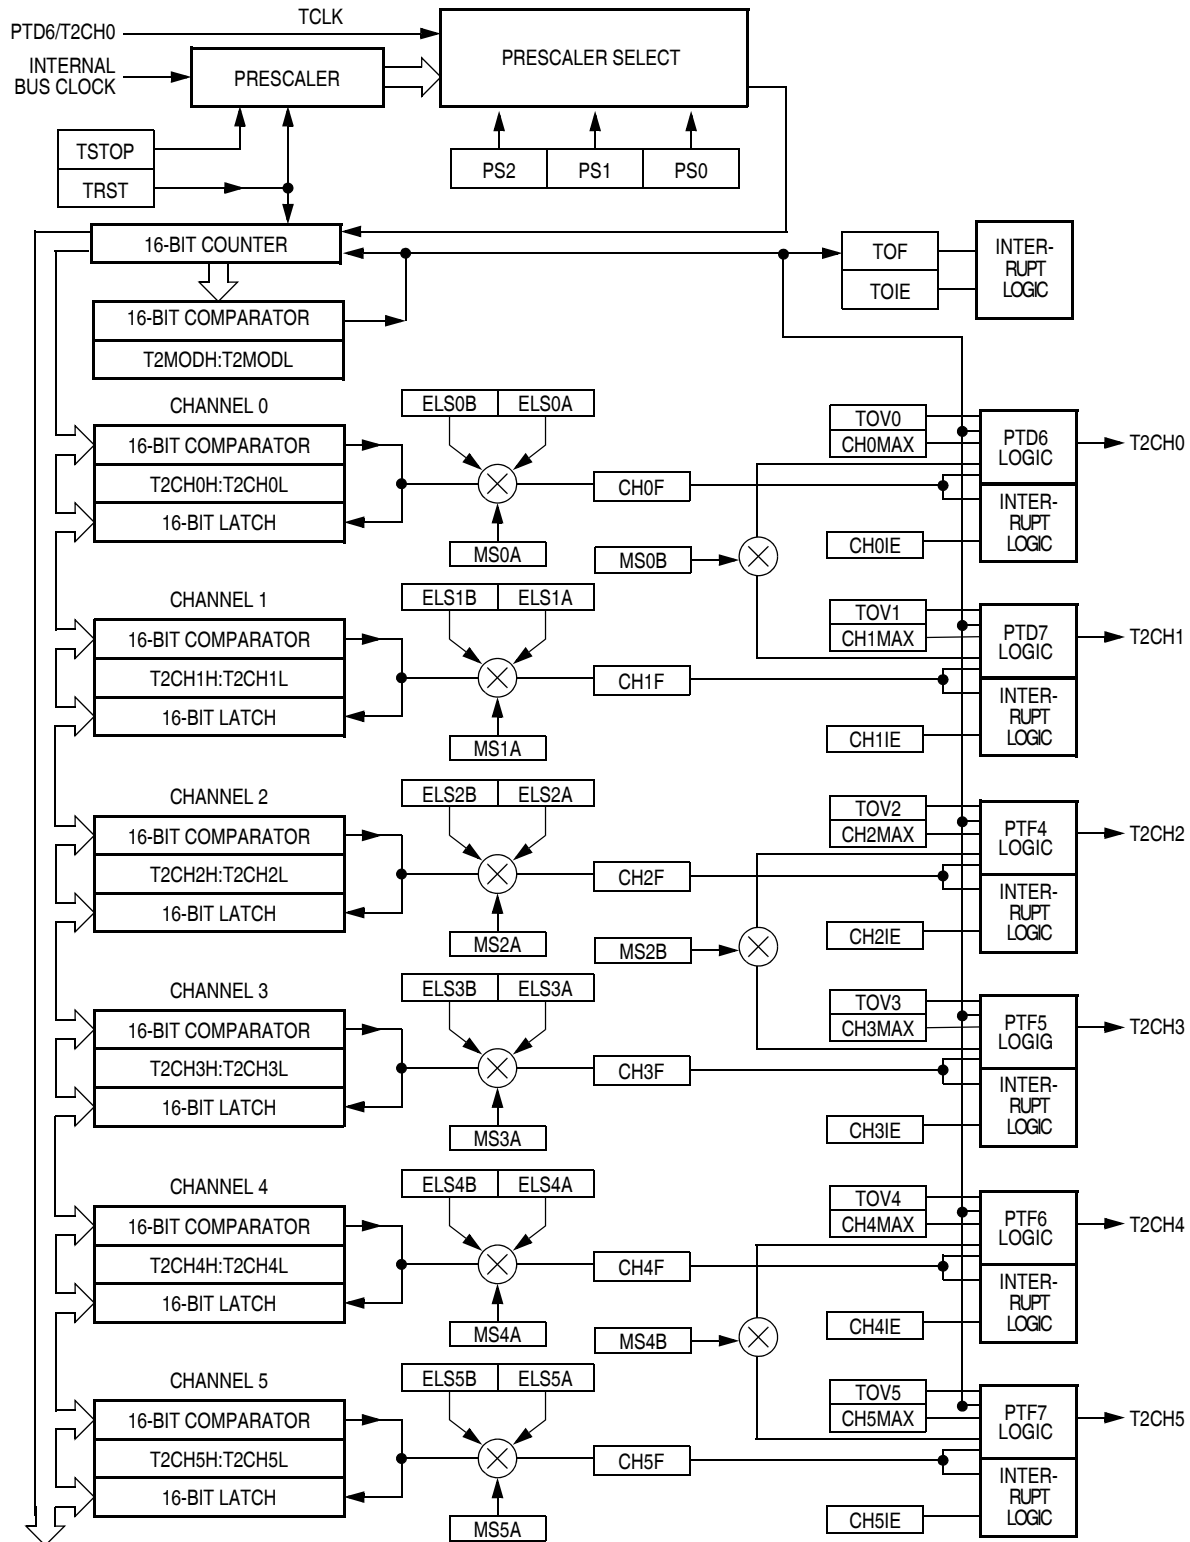 TCLK
PTD6/T2CH0
INTERNAL
BUS CLOCK
PRESCALER
PRESCALER SELECT
TSTOP
TRST
PS2 PS1 PS0
16-BIT COUNTER
TOF
TOIE
INTER-
RUPT
LOGIC
16-BIT COMPARATOR
T2MODH:T2MODL
CHANNEL 0
16-BIT COMPARATOR
T2CH0H:T2CH0L
16-BIT LATCH
ELS0B ELS0A
MS0A
CH0F
MS0B
TOV0
CH0MAX
CH0IE
PTD6
LOGIC
INTER-
RUPT
LOGIC
T2CH0
CHANNEL 1
16-BIT COMPARATOR
T2CH1H:T2CH1L
16-BIT LATCH
ELS1B ELS1A
MS1A
CH1F
TOV1
CH1MAX
CH1IE
PTD7
LOGIC
INTER-
RUPT
LOGIC
T2CH1
CHANNEL 2
16-BIT COMPARATOR
T2CH2H:T2CH2L
16-BIT LATCH
ELS2B ELS2A
MS2A
CH2F
MS2B
TOV2
CH2MAX
CH2IE
PTF4
LOGIC
INTER-
RUPT
LOGIC
T2CH2
CHANNEL 3
16-BIT COMPARATOR
T2CH3H:T2CH3L
16-BIT LATCH
ELS3B ELS3A
MS3A
CH3F
TOV3
CH3MAX
CH3IE
PTF5
LOGIG
INTER-
RUPT
LOGIC
T2CH3
CHANNEL 4
16-BIT COMPARATOR
T2CH4H:T2CH4L
16-BIT LATCH
ELS4B ELS4A
MS4A
CH4F
MS4B
TOV4
CH4MAX
CH4IE
PTF6
LOGIC
INTER-
RUPT
LOGIC
T2CH4
CHANNEL 5
16-BIT COMPARATOR
T2CH5H:T2CH5L
16-BIT LATCH
ELS5B ELS5A
MS5A
CH5F
TOV5
CH5MAX
CH5IE
PTF7
LOGIC
INTER-
RUPT
LOGIC
T2CH5